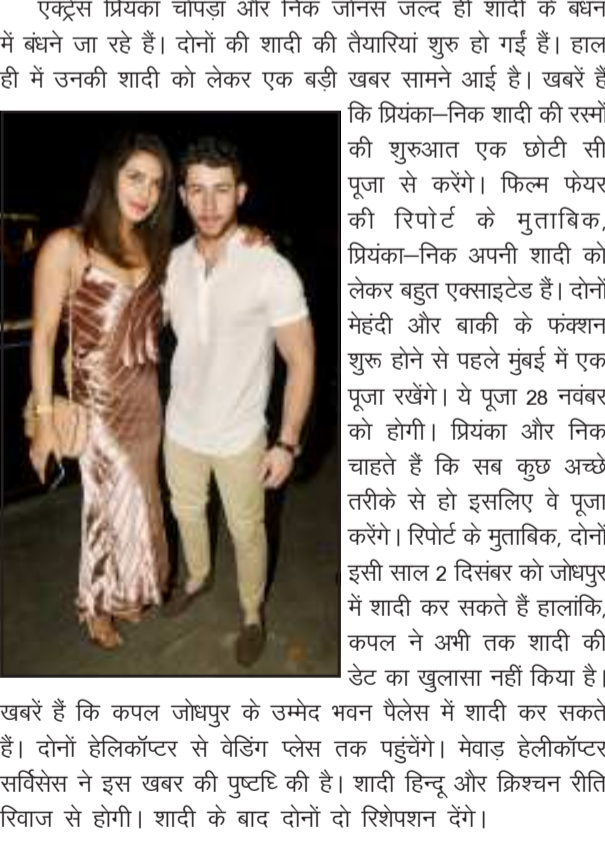 एक्ट्रेस प्रियंका चोपड़ा और निक जोनस जल्द ही शादी के बंधन
में बंधने जा रहे हैं। दोनों की शादी की तैयारियां शुरु हो गईं हैं। हाल
ही में उनकी शादी को लेकर एक बड़ी खबर सामने आई है। खबरें हैं
कि प्रियंका–निक शादी की रस्मों
की शुरुआत एक छोटी सी
पूजा से करेंगे। फिल्म फेयर
की रिपोर्ट के मुताबिक,
प्रियंका–निक अपनी शादी को
लेकर बहुत एक्साइटेड हैं। दोनों
मेहंदी और बाकी के फंक्शन
शुरू होने से पहले मुंबई में एक
पूजा रखेंगे। ये पूजा 28 नवंबर
को होगी। प्रियंका और निक
चाहते हैं कि सब कुछ अच्छे
तरीके से हो इसलिए वे पूजा
करेंगे। रिपोर्ट के मुताबिक, दोनों
इसी साल 2 दिसंबर को जोधपुर
में शादी कर सकते हैं हालांकि,
कपल ने अभी तक शादी की
डेट का खुलासा नहीं किया है।
खबरें हैं कि कपल जोधपुर के उम्मेद भवन पैलेस में शादी कर सकते
हैं। दोनों हेलिकॉप्टर से वेडिंग प्लेस तक पहुंचेंगे। मेवाड़ हेलीकॉप्टर
सर्विसेस ने इस खबर की पुष्टधि की है। शादी हिन्दू और क्रिश्चन रीति
रिवाज से होगी। शादी के बाद दोनों दो रिशेपशन देंगे।